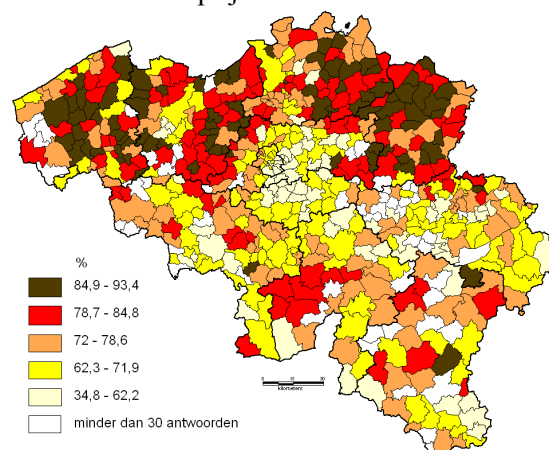 %
84,9 - 93,4
78,7 - 84,8
72 - 78,6
62,3 - 71,9
34,8 - 62,2
minder dan 30 antwoorden
kilometers